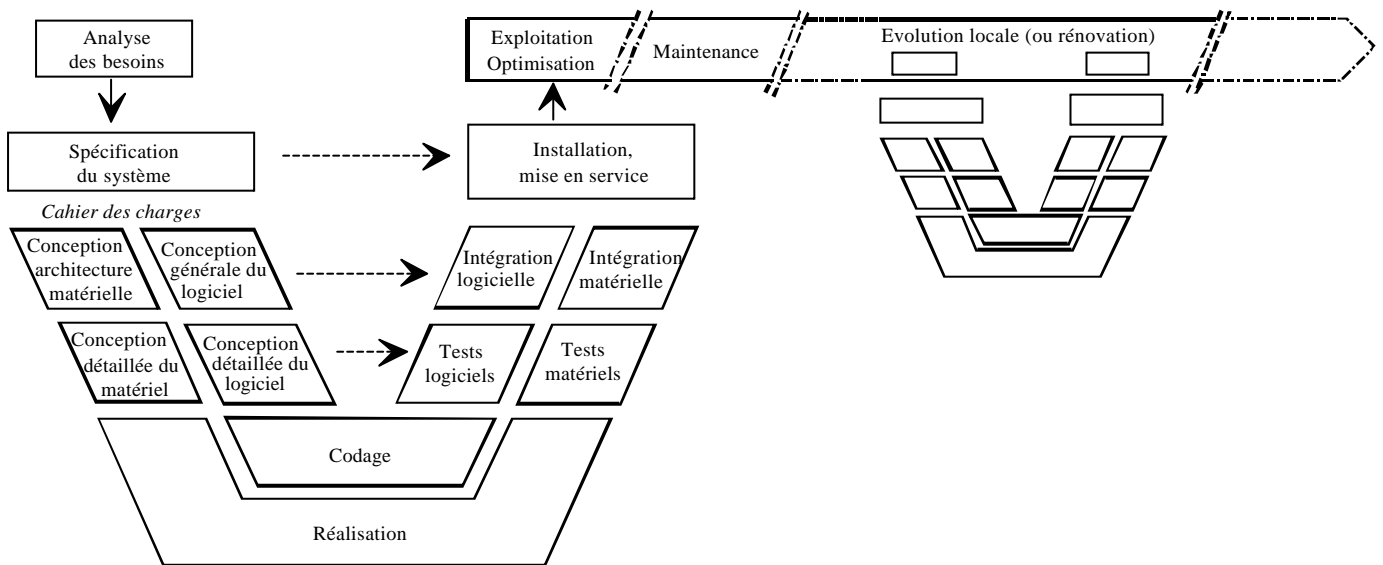 Analyse
des besoins
Exploitation
Optimisation
Maintenance
Evolution locale (ou rénovation)
Spécification
du système
Installation,
mise en service
Cahier des charges
Conception
architecture
matérielle
Conception
générale du
logiciel
Intégration
logicielle
Intégration
matérielle
Conception
détaillée du
matériel
Conception
détaillée du
logiciel
Tests
logiciels
Tests
matériels
Codage
Réalisation